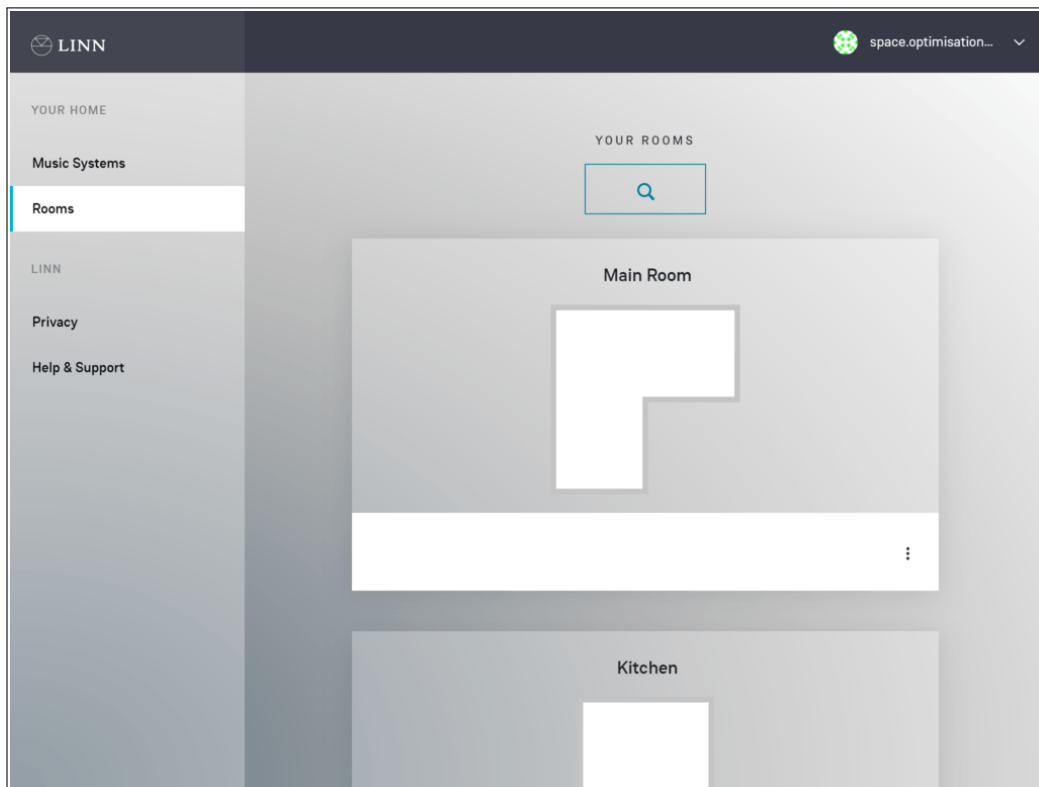 LINN
space.optimisation...
YOUR HOME
Music Systems
Rooms
LINN
Privacy
Help & Support
YOUR ROOMS
Main Room
Kitchen